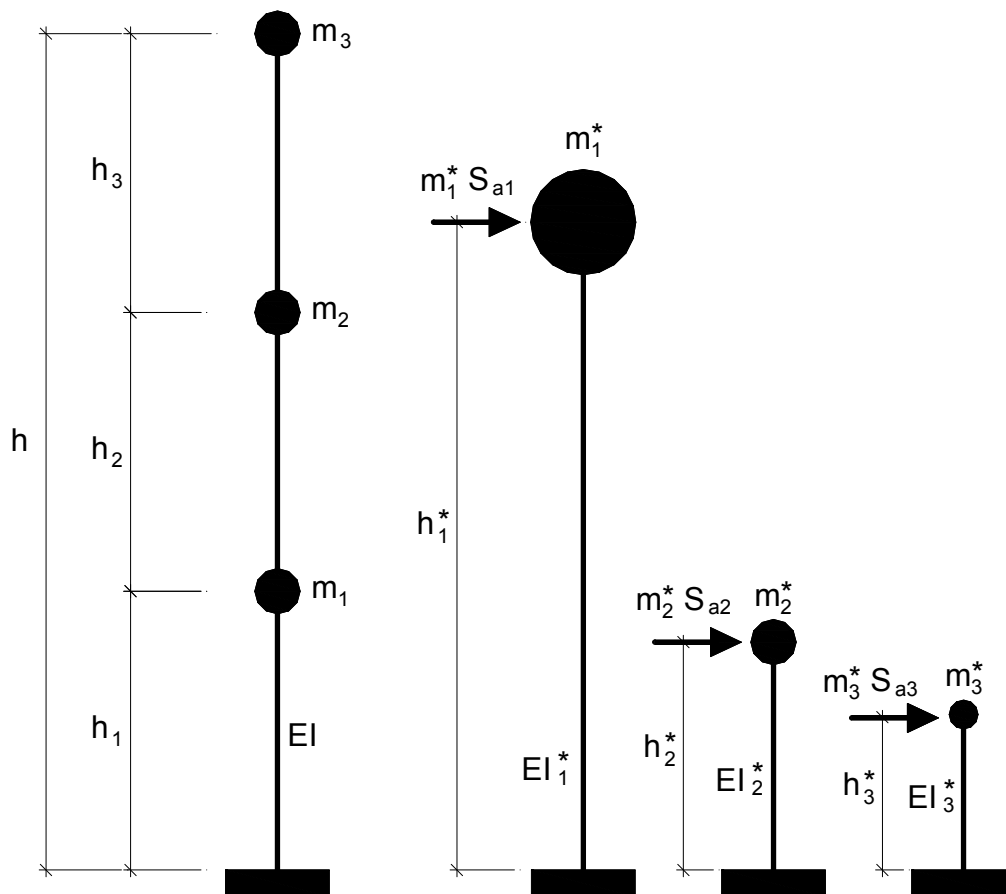 m₃
h₃
m₁*
m₁* Sₐ₁
m₂
h
h₂
h₁*
m₁
m₂* Sₐ₂
m₂*
m₃* Sₐ₃
m₃*
h₁
EI
h₂*
EI₁*
EI₂*
h₃*
EI₃*